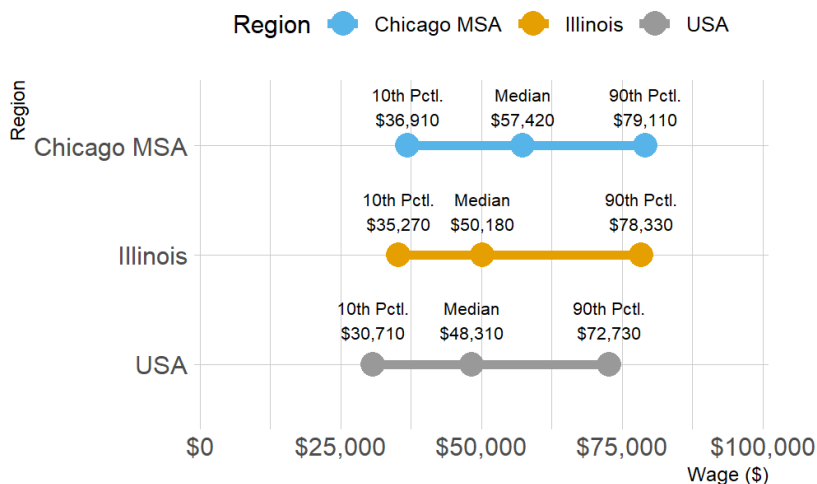 Region Chicago MSA Illinois USA
Region
10th Pctl. Median 90th Pctl.
$36,910 $57,420 $79,110
Chicago MSA
10th Pctl. Median 90th Pctl.
$35,270 $50,180 $78,330
Illinois
10th Pctl. Median 90th Pctl.
$30,710 $48,310 $72,730
USA
$0 $25,000 $50,000 $75,000 $100,000
Wage ($)